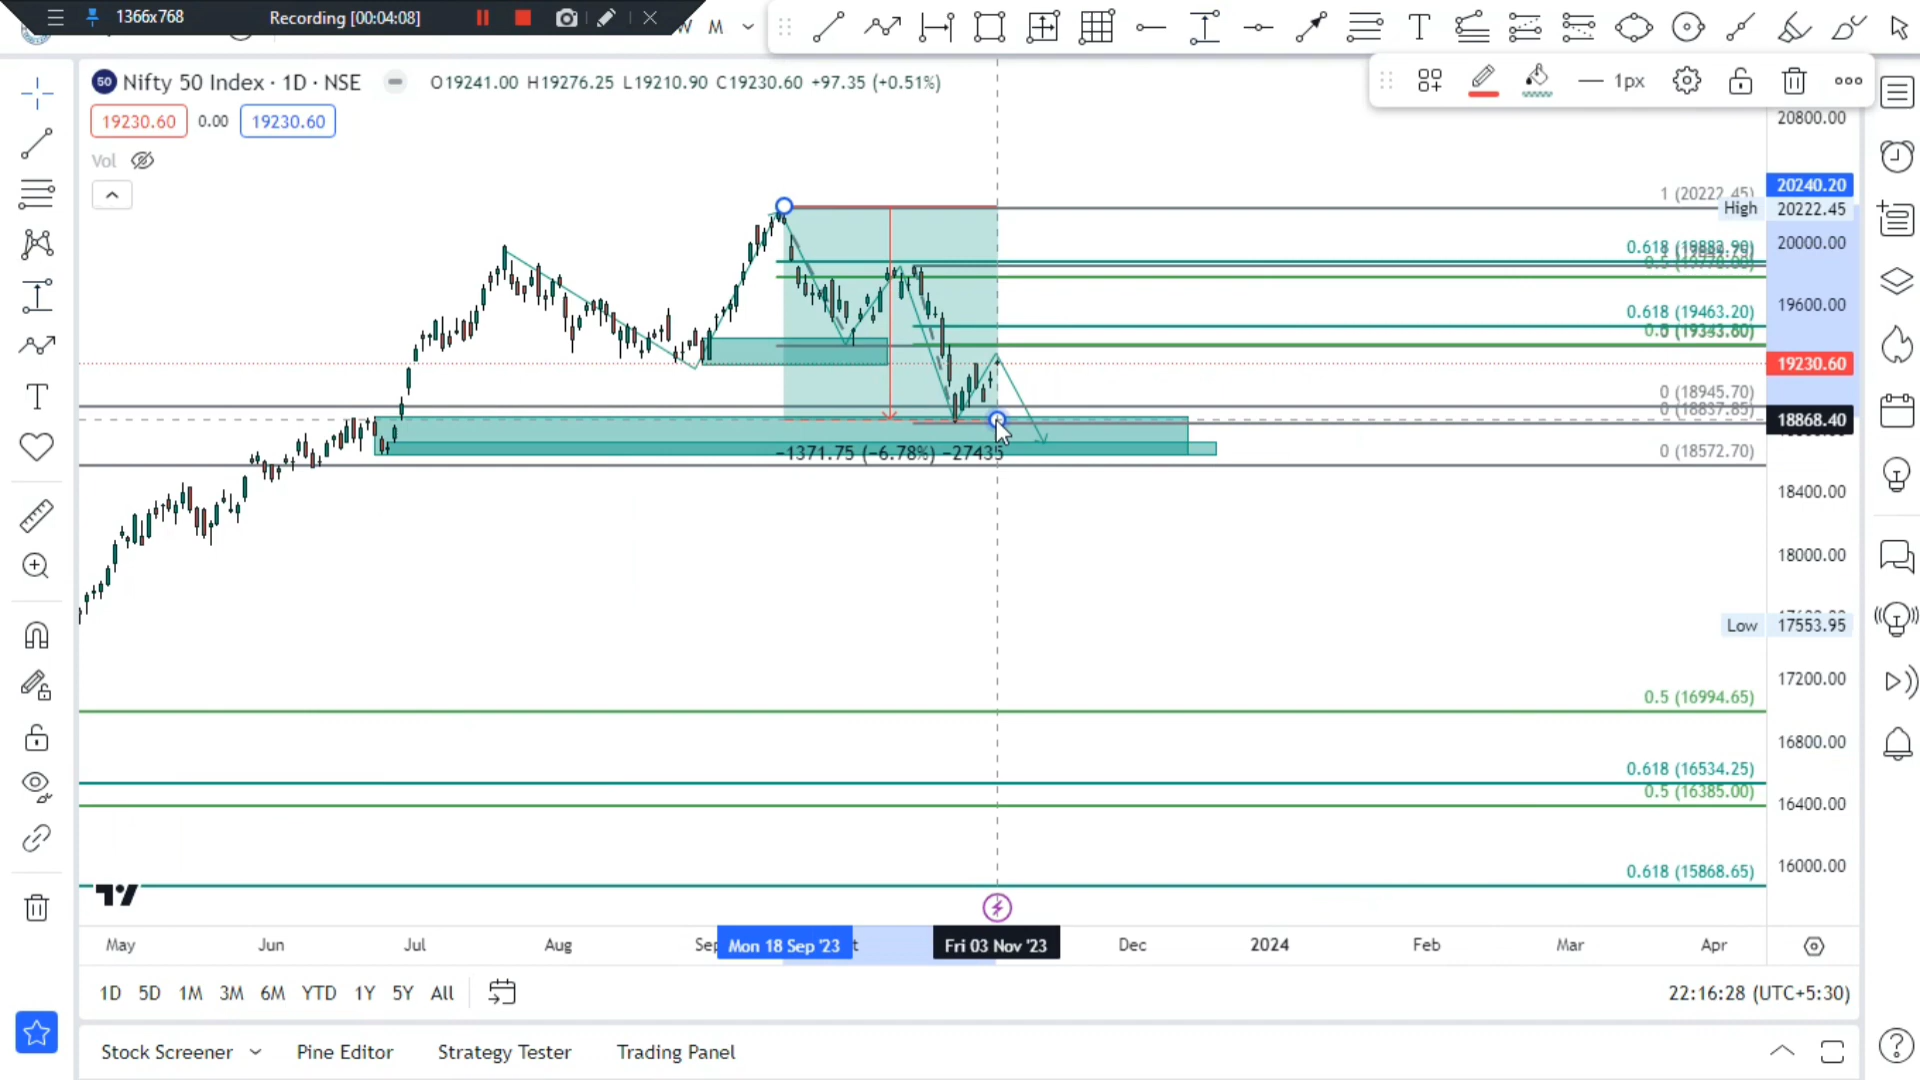 1366x768
Recording [00:04:08]
W M
50 Nifty 50 Index · 1D · NSE
O19241.00 H19276.25 L19210.90 C19230.60 +97.35 (+0.51%)
1px
19230.60 0.00 19230.60
Vol
20800.00
20240.20
1 (20222.45)
High 20222.45
20000.00
0.618 (19882.90)
19600.00
0.618 (19463.20)
0.5 (19343.80)
19230.60
0 (18945.70)
0 (18837.85)
18868.40
−1371.75 (−6.78%) −27435
0 (18572.70)
18400.00
18000.00
Low 17553.95
17200.00
0.5 (16994.65)
16800.00
0.618 (16534.25)
0.5 (16385.00)
16400.00
16000.00
0.618 (15868.65)
May Jun Jul Aug Sep Mon 18 Sep '23 t Fri 03 Nov '23 Dec 2024 Feb Mar Apr
1D 5D 1M 3M 6M YTD 1Y 5Y All
22:16:28 (UTC+5:30)
Stock Screener Pine Editor Strategy Tester Trading Panel